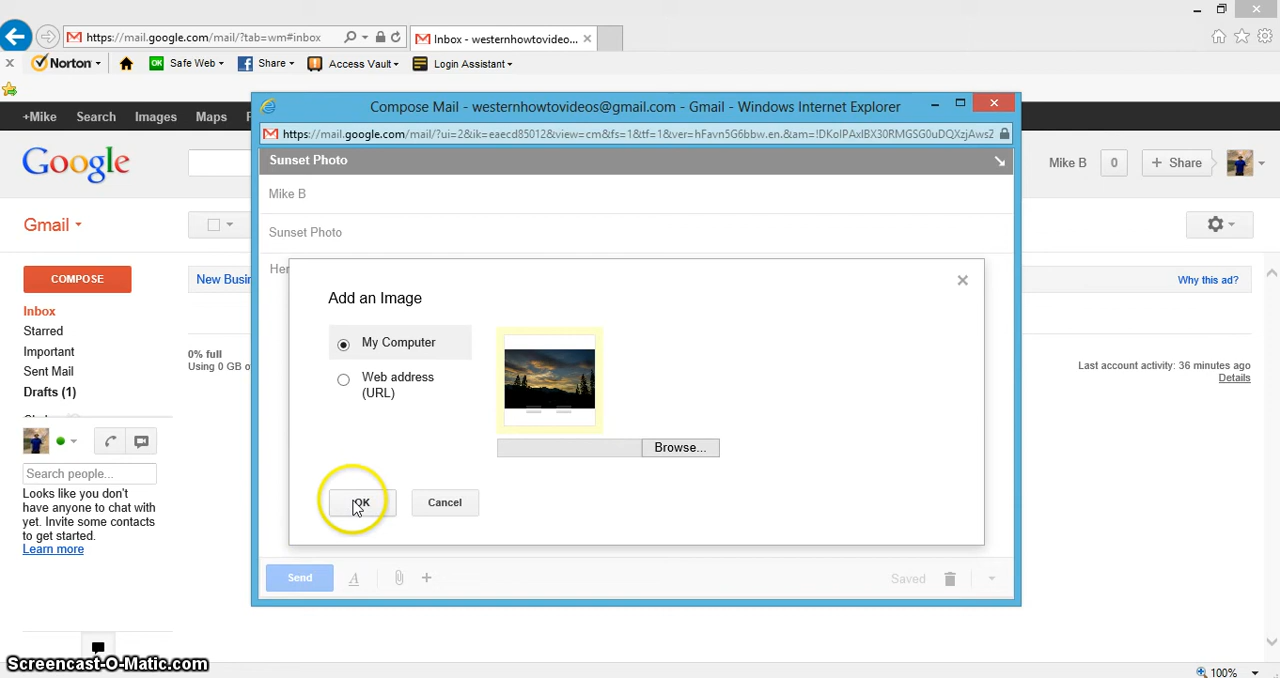 https://mail.google.com/mail/?tab=wm#inbox
Inbox - westernhowtovideo...
Norton
OK Safe Web
Share
Access Vault
Login Assistant
+Mike Search Images Maps
Compose Mail - westernhowtovideos@gmail.com - Gmail - Windows Internet Explorer
https://mail.google.com/mail/?ui=2&ik=eaecd85012&view=cm&fs=1&tf=1&ver=hFavn5G6bbw.en.&am=!DKolPAxIBX30RMGSG0uDQXzjAws2
Google
Mike B 0 + Share
Sunset Photo
Mike B
Sunset Photo
Gmail
COMPOSE
New Busi
Why this ad?
Inbox
Starred
Important
Sent Mail
Drafts (1)
0% full
Using 0 GB o
Last account activity: 36 minutes ago
Details
Search people...
Looks like you don't
have anyone to chat with
yet. Invite some contacts
to get started.
Learn more
Add an Image
My Computer
Web address
(URL)
Browse...
OK Cancel
Send A + Saved
Screencast-O-Matic.com
100%